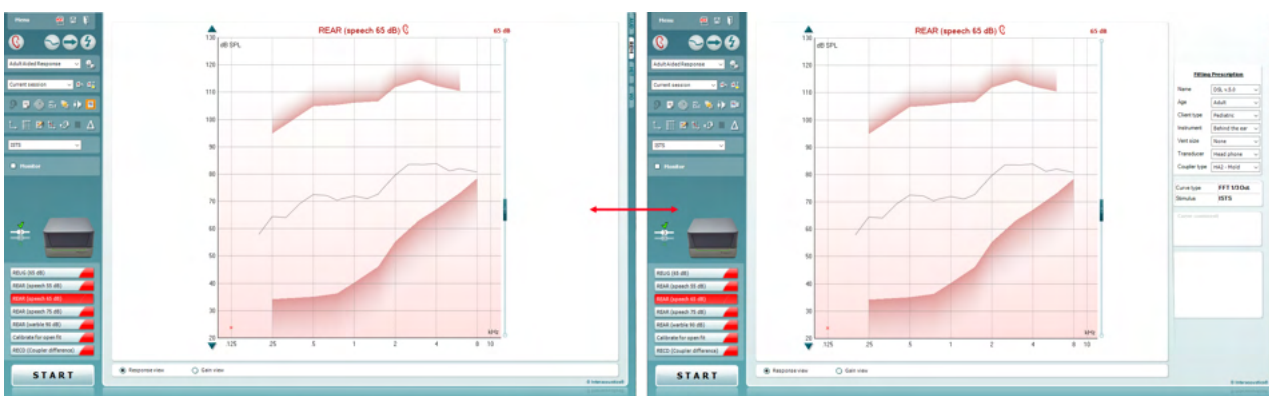 Menu
REAR (speech 65 dB)
65 dB
dB SPL
130
120
110
100
90
80
70
60
50
40
30
20
.125
.25
.5
1
2
4
8
10
kHz
Adult Aided Response
Current session
ISTS
Monitor
REUG (65 dB)
REAR (speech 55 dB)
REAR (speech 65 dB)
REAR (speech 75 dB)
REAR (warble 90 dB)
Calibrate for open fit
RECD (Coupler difference)
START
Response view
Gain view
Menu
REAR (speech 65 dB)
65 dB
dB SPL
130
120
110
100
90
80
70
60
50
40
30
20
.125
.25
.5
1
2
4
8
10
kHz
Adult Aided Response
Current session
ISTS
Monitor
REUG (65 dB)
REAR (speech 55 dB)
REAR (speech 65 dB)
REAR (speech 75 dB)
REAR (warble 90 dB)
Calibrate for open fit
RECD (Coupler difference)
START
Response view
Gain view
Fitting Prescription
Name DSL v.5.0
Age Adult
Client type Pediatric
Instrument Behind the ear
Vent size None
Transducer Head phone
Coupler type HA2 - Mold
Curve type FFT 1/3 Oct
Stimulus ISTS